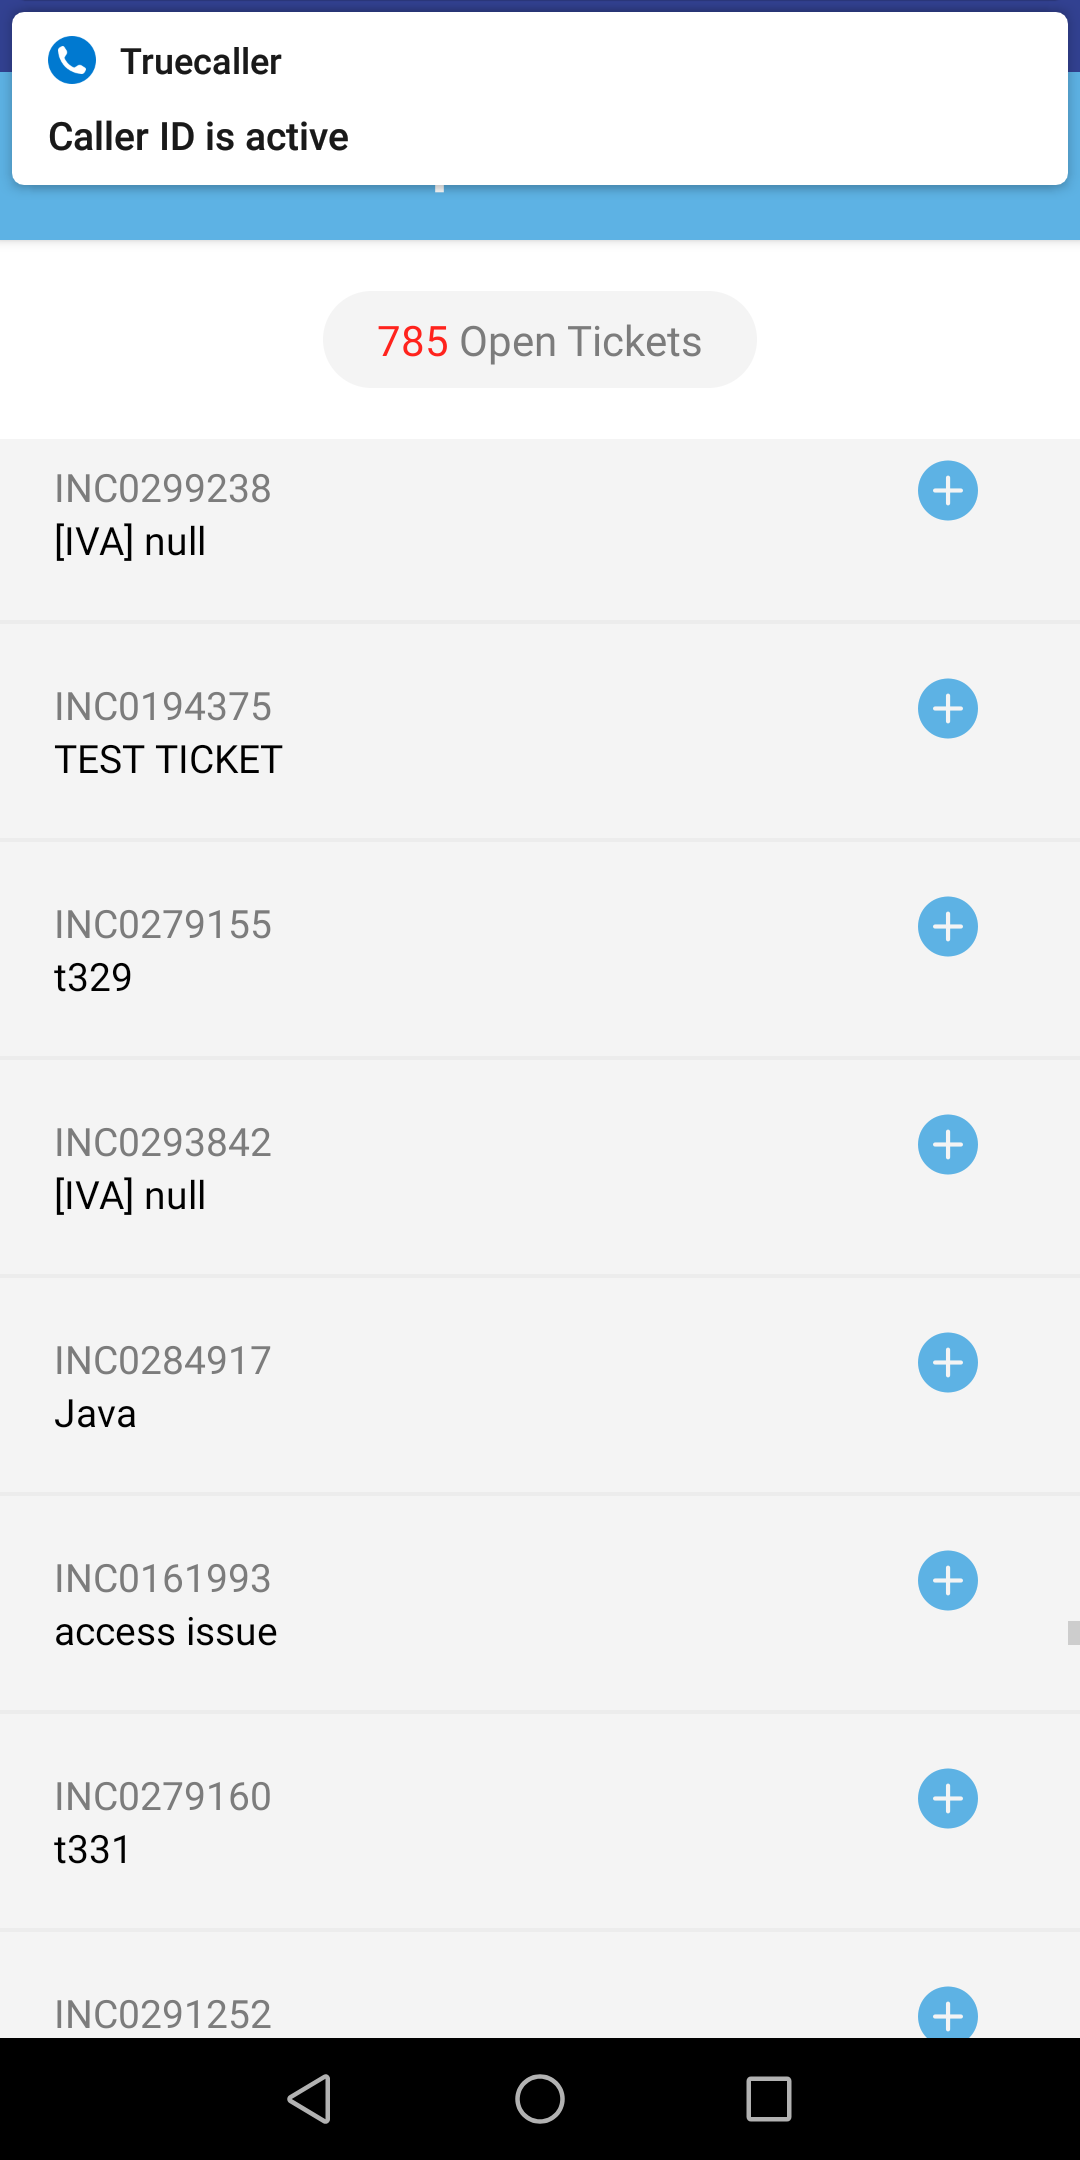 Truecaller
Caller ID is active
785 Open Tickets
INC0299238
[IVA] null
INC0194375
TEST TICKET
INC0279155
t329
INC0293842
[IVA] null
INC0284917
Java
INC0161993
access issue
INC0279160
t331
INC0291252